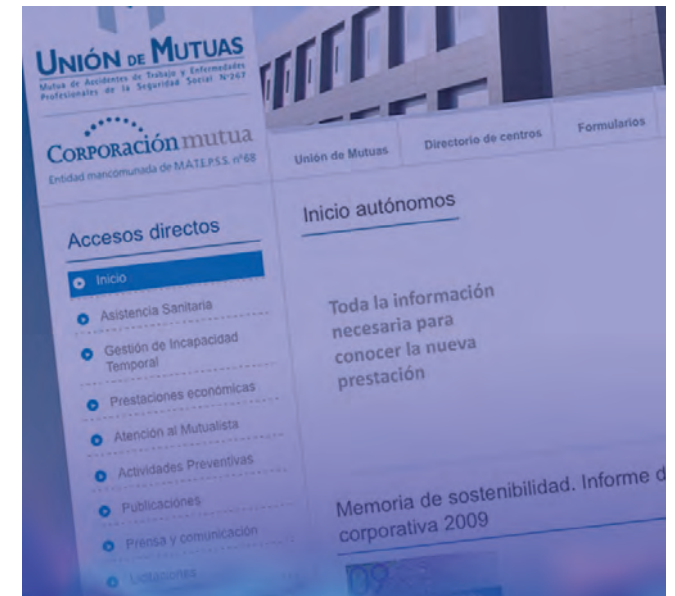 UNIÓN DE MUTUAS
Mutua de Accidentes de Trabajo y Enfermedades
Profesionales de la Seguridad Social Nº267
CORPORACIÓN mutua
Entidad mancomunada de M.A.T.E.P.S.S. nº68
Unión de Mutuas
Directorio de centros
Formularios
Accesos directos
Inicio
Asistencia Sanitaria
Gestión de Incapacidad
Temporal
Prestaciones económicas
Atención al Mutualista
Actividades Preventivas
Publicaciones
Prensa y comunicación
Licitaciones
Inicio autónomos
Toda la información
necesaria para
conocer la nueva
prestación
Memoria de sostenibilidad. Informe d
corporativa 2009
09